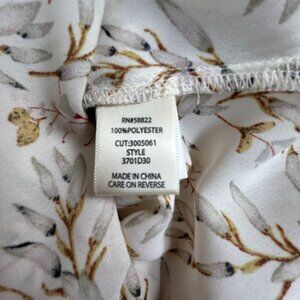 RN#58822
100%POLYESTER
CUT:3005061
STYLE
3701D30
MADE IN CHINA
CARE ON REVERSE